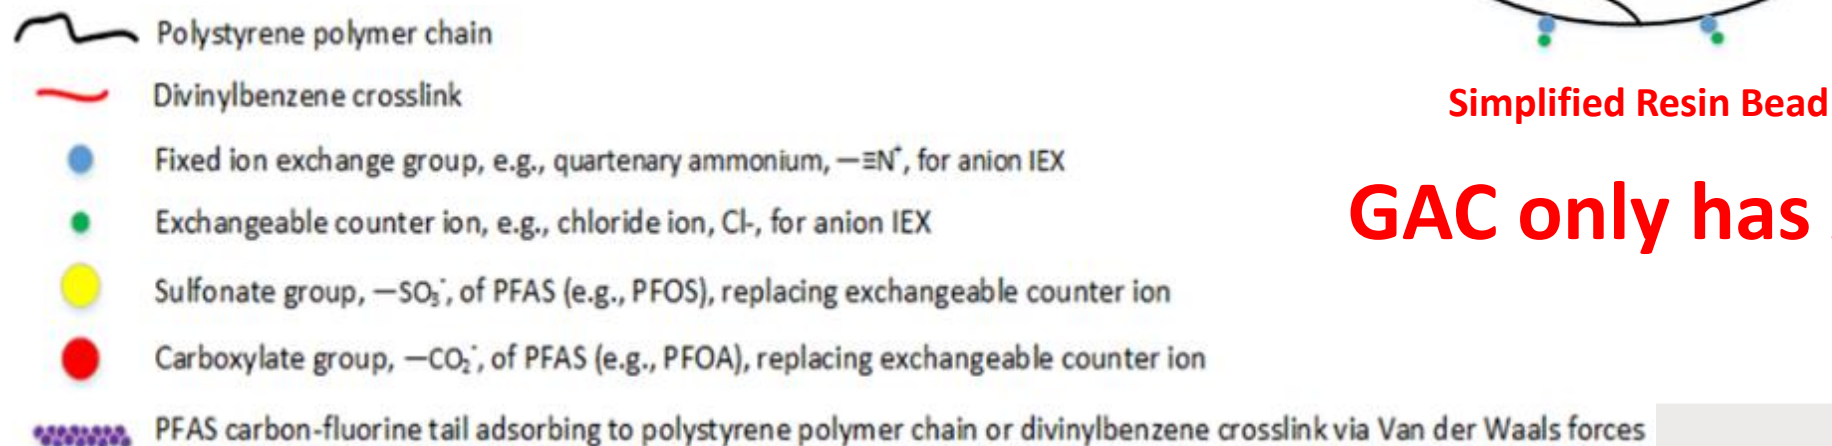 Polystyrene polymer chain
Divinylbenzene crosslink
Simplified Resin Bead
Fixed ion exchange group, e.g., quartenary ammonium, —≡N⁺, for anion IEX
GAC only has
Exchangeable counter ion, e.g., chloride ion, Cl-, for anion IEX
Sulfonate group, —SO₃⁻, of PFAS (e.g., PFOS), replacing exchangeable counter ion
Carboxylate group, —CO₂⁻, of PFAS (e.g., PFOA), replacing exchangeable counter ion
PFAS carbon-fluorine tail adsorbing to polystyrene polymer chain or divinylbenzene crosslink via Van der Waals forces